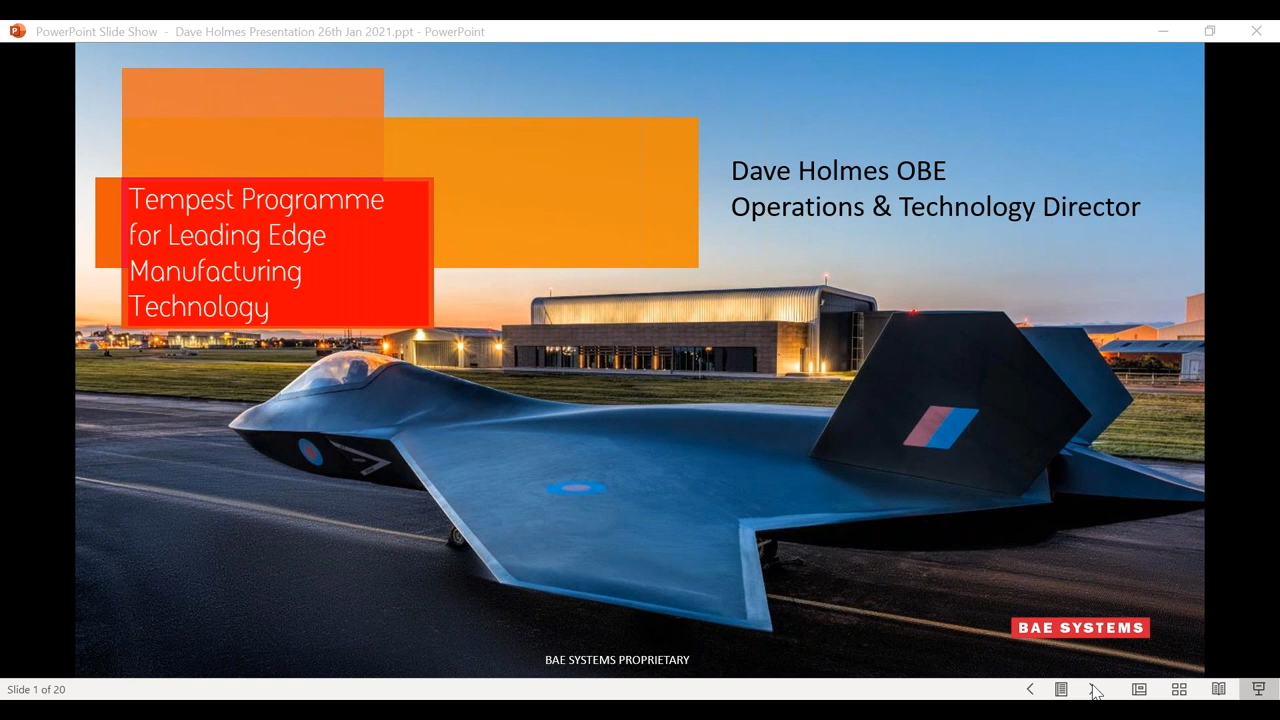 PowerPoint Slide Show - Dave Holmes Presentation 26th Jan 2021.ppt - PowerPoint
Tempest Programme
for Leading Edge
Manufacturing
Technology
Dave Holmes OBE
Operations & Technology Director
BAE SYSTEMS
BAE SYSTEMS PROPRIETARY
Slide 1 of 20